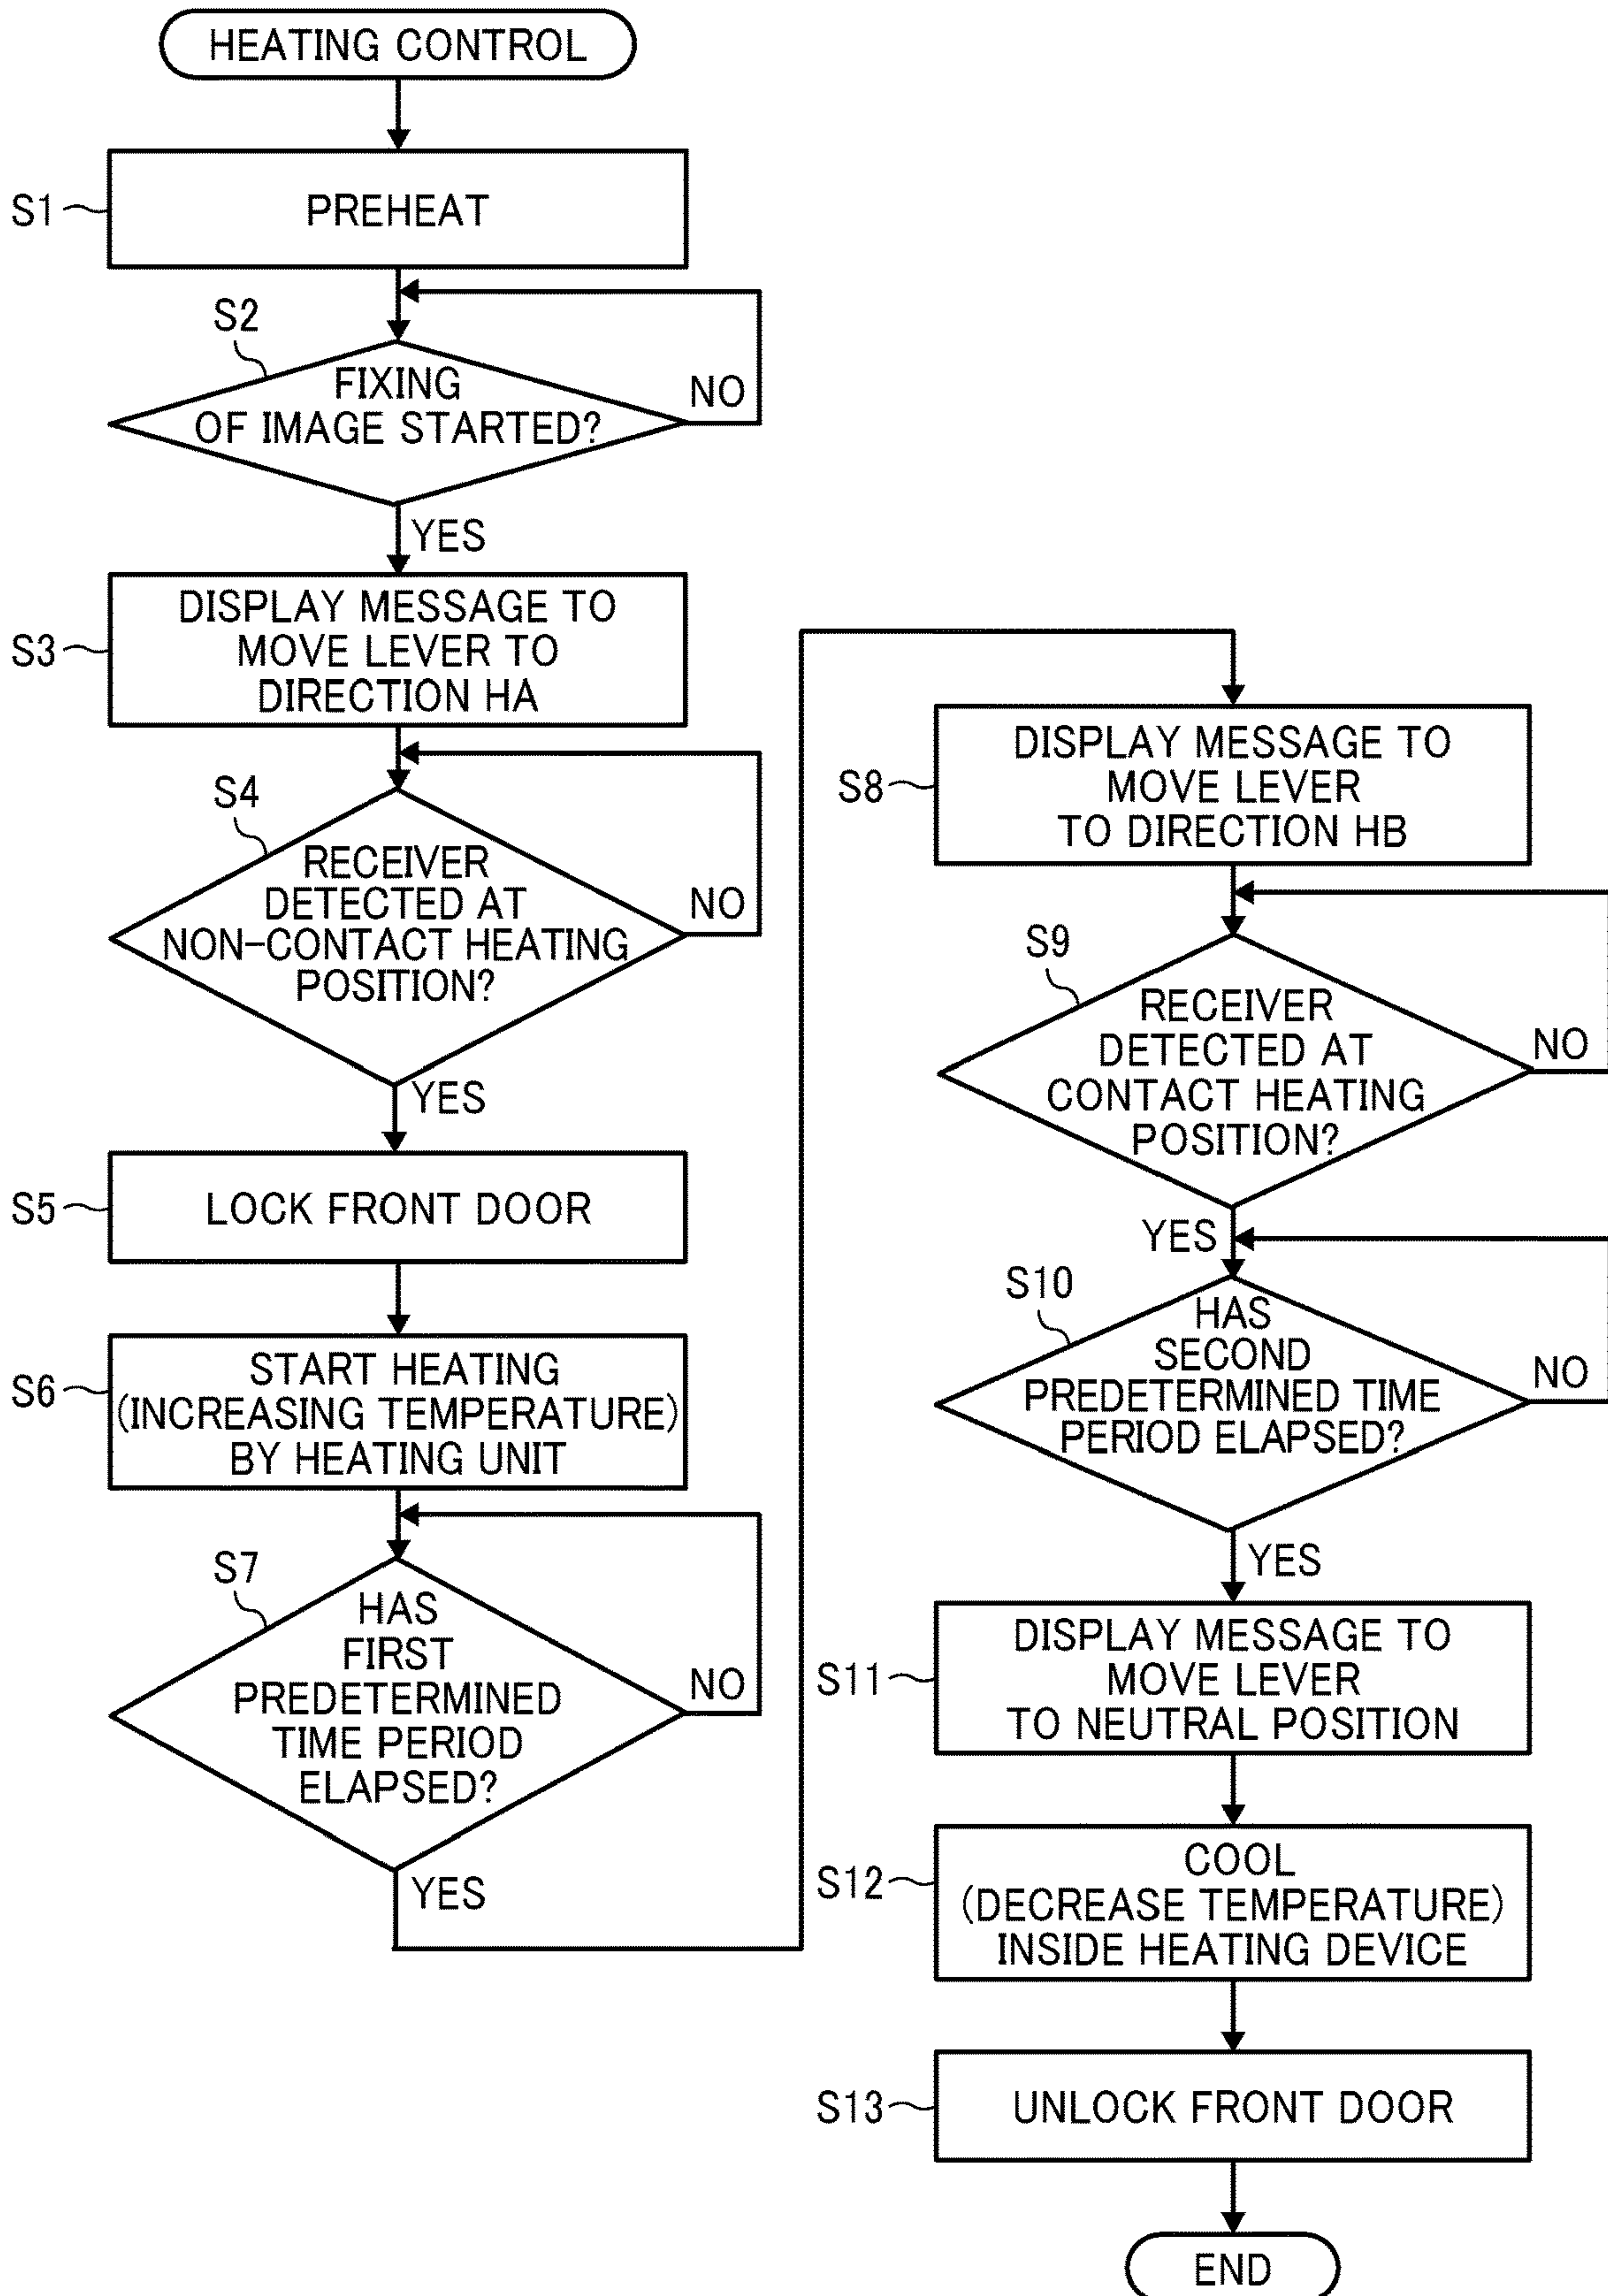 HEATING CONTROL
S1
PREHEAT
S2
FIXING
OF IMAGE STARTED?
NO
YES
S3
DISPLAY MESSAGE TO
MOVE LEVER TO
DIRECTION HA
S4
RECEIVER
DETECTED AT
NON-CONTACT HEATING
POSITION?
NO
YES
S5
LOCK FRONT DOOR
S6
START HEATING
(INCREASING TEMPERATURE)
BY HEATING UNIT
S7
HAS
FIRST
PREDETERMINED
TIME PERIOD
ELAPSED?
NO
YES
S8
DISPLAY MESSAGE TO
MOVE LEVER
TO DIRECTION HB
S9
RECEIVER
DETECTED AT
CONTACT HEATING
POSITION?
NO
YES
S10
HAS
SECOND
PREDETERMINED TIME
PERIOD ELAPSED?
NO
YES
S11
DISPLAY MESSAGE TO
MOVE LEVER
TO NEUTRAL POSITION
S12
COOL
(DECREASE TEMPERATURE)
INSIDE HEATING DEVICE
S13
UNLOCK FRONT DOOR
END